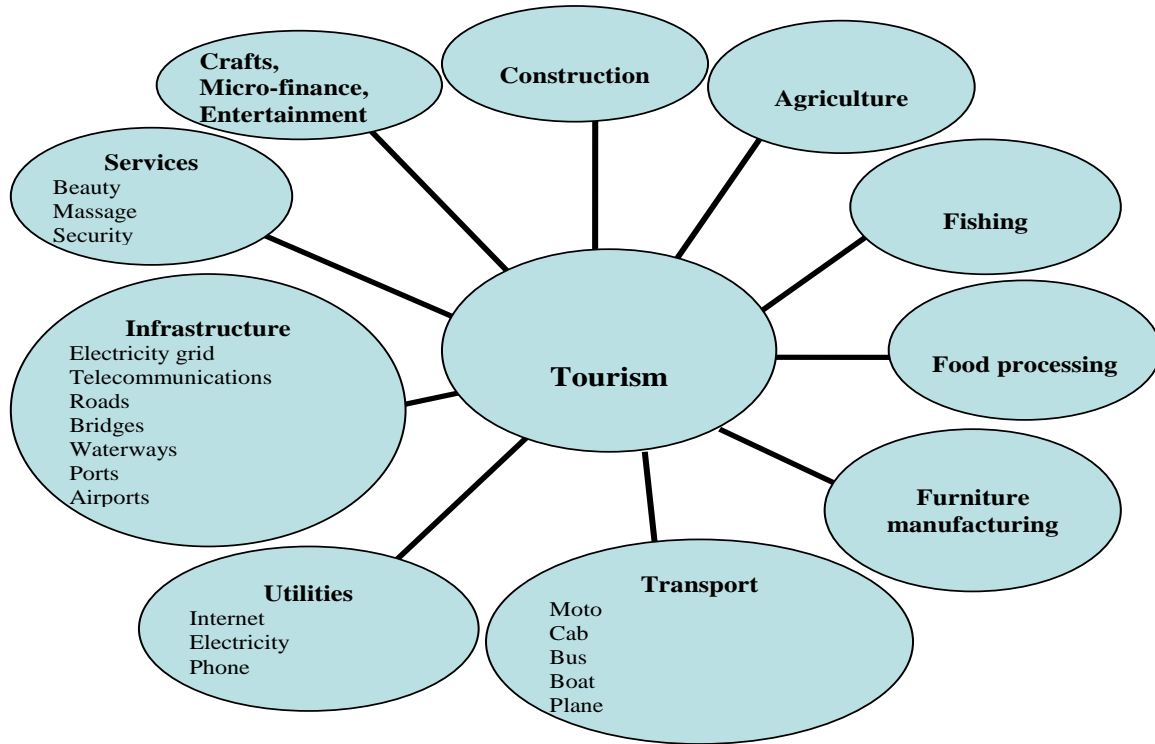 Crafts,
Micro-finance,
Entertainment
Construction
Agriculture
Services
Beauty
Massage
Security
Fishing
Infrastructure
Electricity grid
Telecommunications
Roads
Bridges
Waterways
Ports
Airports
Tourism
Food processing
Furniture
manufacturing
Utilities
Internet
Electricity
Phone
Transport
Moto
Cab
Bus
Boat
Plane